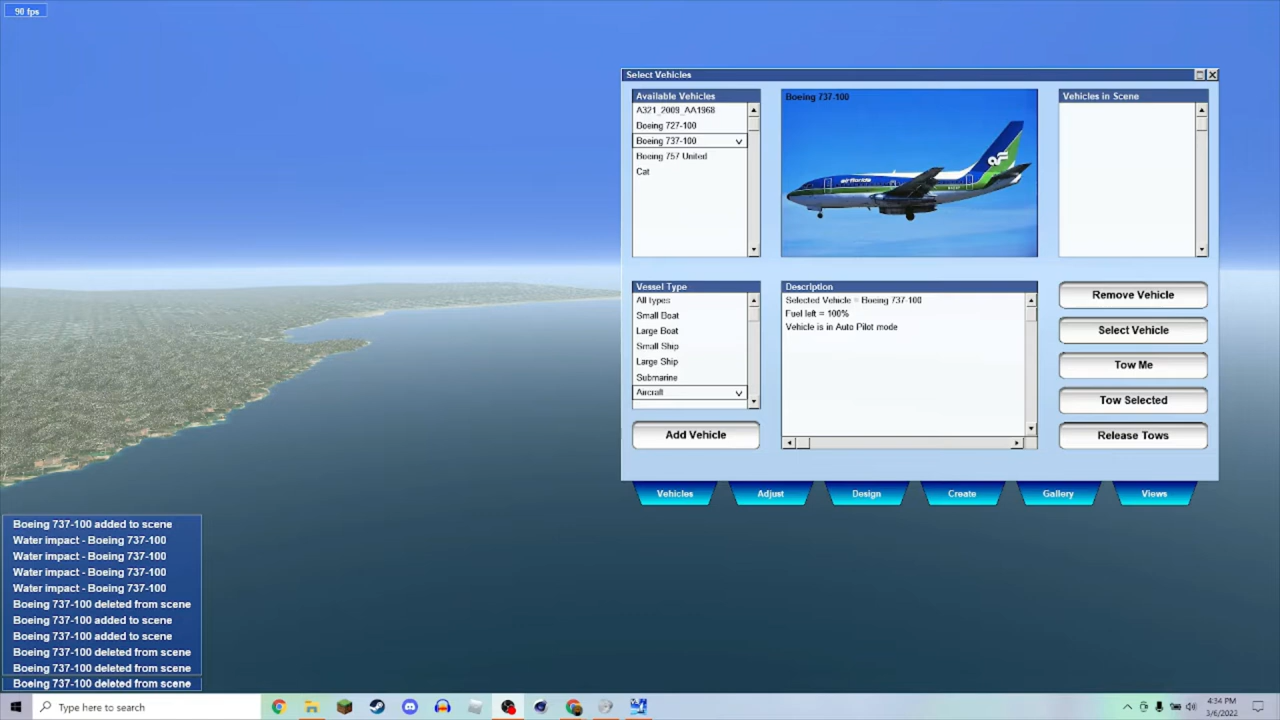 90 fps
Select Vehicles
Available Vehicles
A321_2009_AA1968
Boeing 727-100
Boeing 737-100
Boeing 757 United
Cat
Boeing 737-100
airflorida
Vehicles in Scene
Vessel Type
All types
Small Boat
Large Boat
Small Ship
Large Ship
Submarine
Aircraft
Add Vehicle
Description
Selected Vehicle = Boeing 737-100
Fuel left = 100%
Vehicle is in Auto Pilot mode
Remove Vehicle
Select Vehicle
Tow Me
Tow Selected
Release Tows
Vehicles
Adjust
Design
Create
Gallery
Views
Boeing 737-100 added to scene
Water impact - Boeing 737-100
Water impact - Boeing 737-100
Water impact - Boeing 737-100
Water impact - Boeing 737-100
Boeing 737-100 deleted from scene
Boeing 737-100 added to scene
Boeing 737-100 added to scene
Boeing 737-100 deleted from scene
Boeing 737-100 deleted from scene
Boeing 737-100 deleted from scene
Type here to search
4:34 PM
3/6/2022